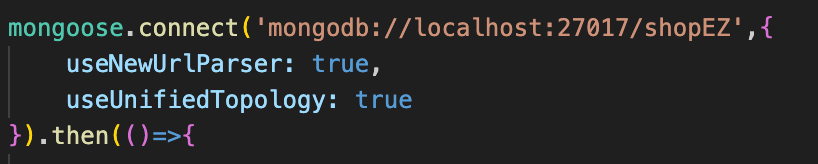 mongoose.connect('mongodb://localhost:27017/shopEZ',{
    useNewUrlParser: true,
    useUnifiedTopology: true
}).then(()=>{